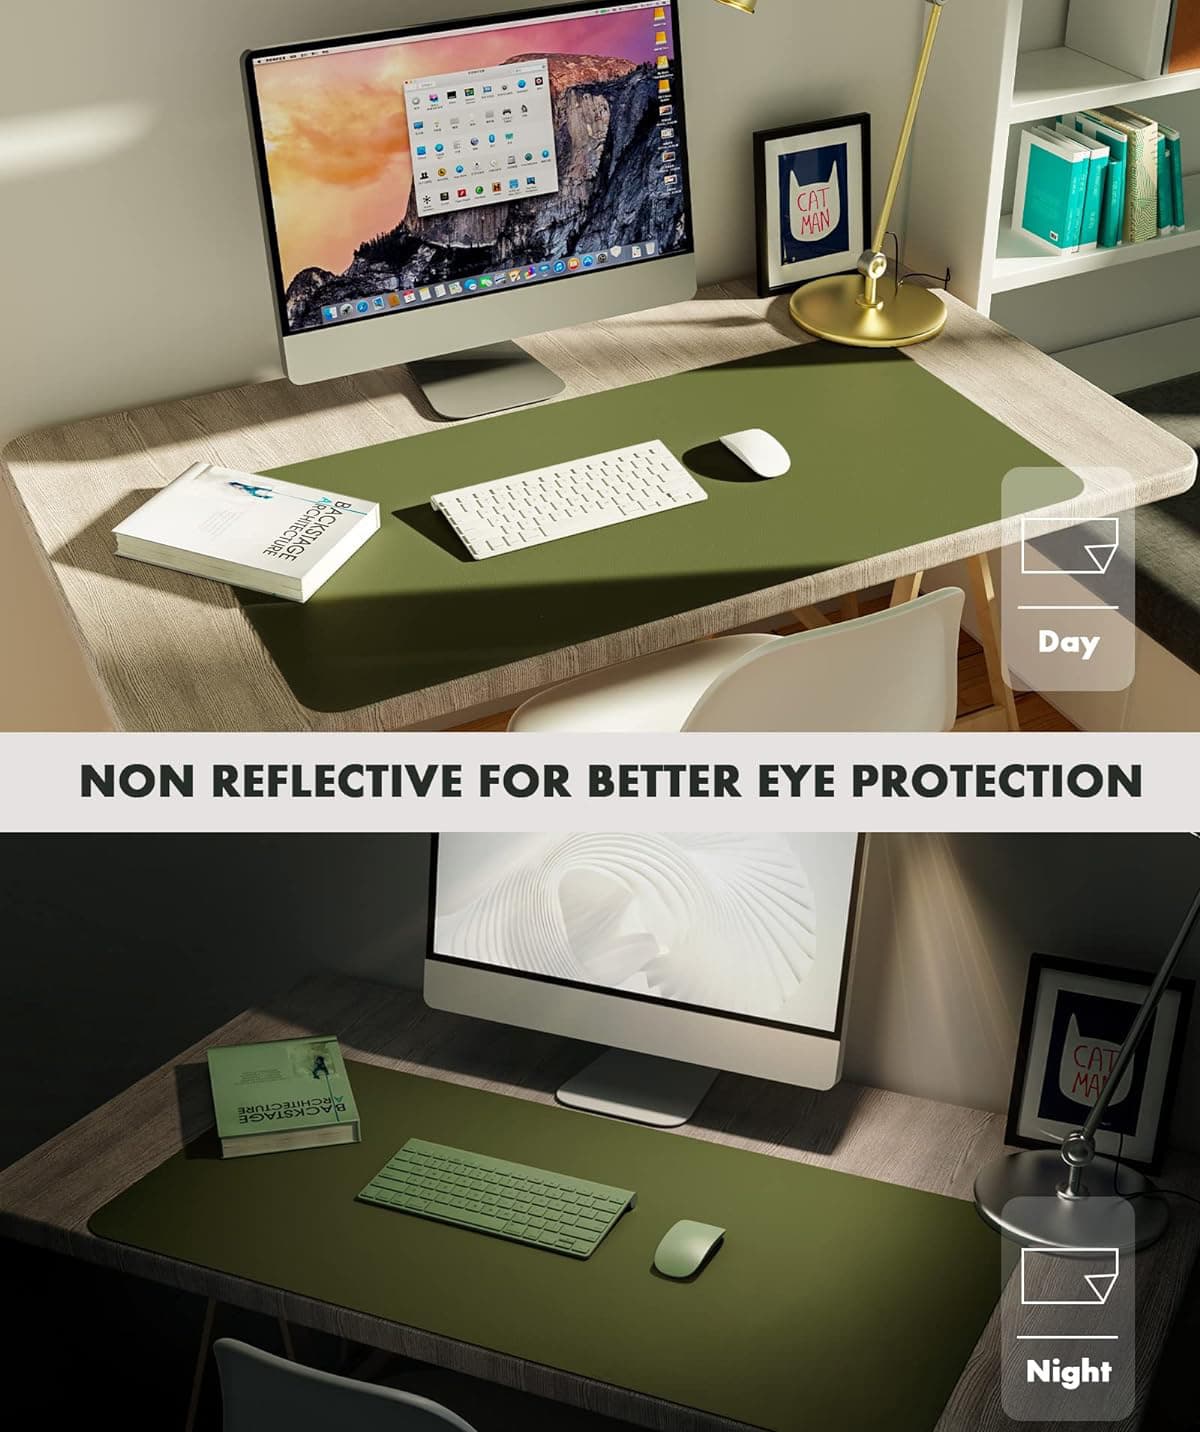 CAT
MAN
BACKSTAGE
ARCHITECTURE
Day
NON REFLECTIVE FOR BETTER EYE PROTECTION
CAT
MAN
BACKSTAGE
ARCHITECTURE
Night